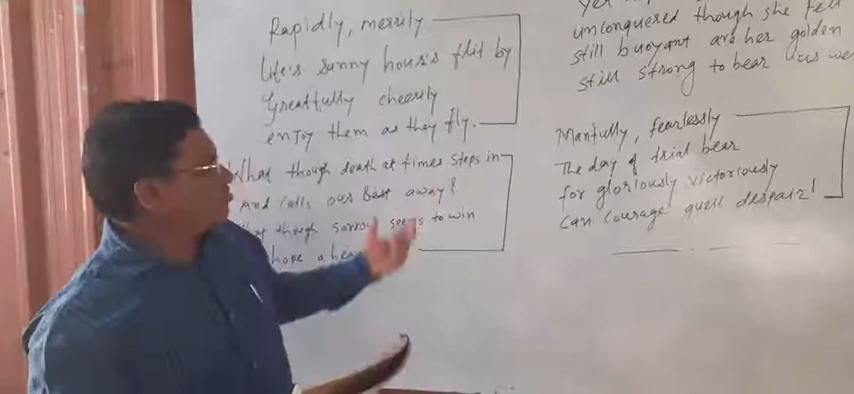 Rapidly, merrily
Life's sunny hours flit by
Greatfully cheerily
enjoy them as they fly.
What though death at times steps in
And calls our Best away?
though sorrow seems to win
hope a
Yet
unconquered though she fell
still buoyant are her golden
still strong to bear us we
Manfully, fearlessly
The day of trial bear
for gloriously victoriously
can courage quell despair!